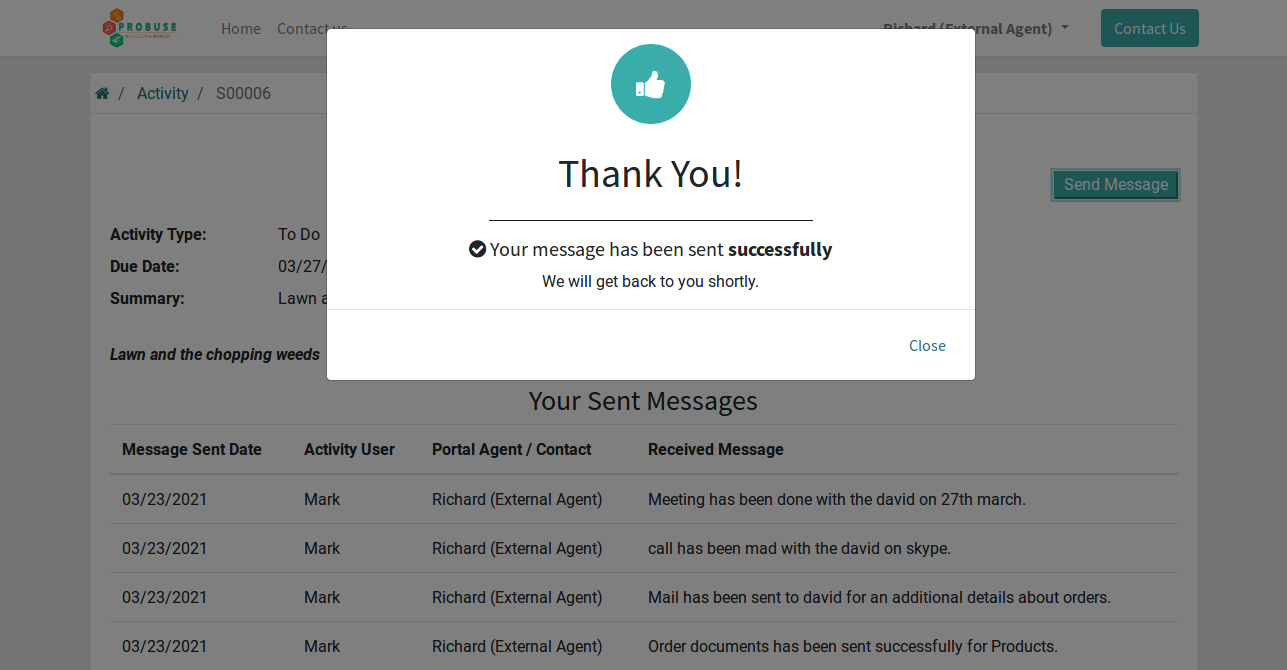 PROBUSE
Home Contact us
Richard (External Agent)
Contact Us
/ Activity / S00006
Thank You!
Send Message
Your message has been sent successfully
We will get back to you shortly.
Close
Activity Type: To Do
Due Date: 03/27/
Summary: Lawn a
Lawn and the chopping weeds
Your Sent Messages
Message Sent Date Activity User Portal Agent / Contact Received Message
03/23/2021 Mark Richard (External Agent) Meeting has been done with the david on 27th march.
03/23/2021 Mark Richard (External Agent) call has been mad with the david on skype.
03/23/2021 Mark Richard (External Agent) Mail has been sent to david for an additional details about orders.
03/23/2021 Mark Richard (External Agent) Order documents has been sent successfully for Products.